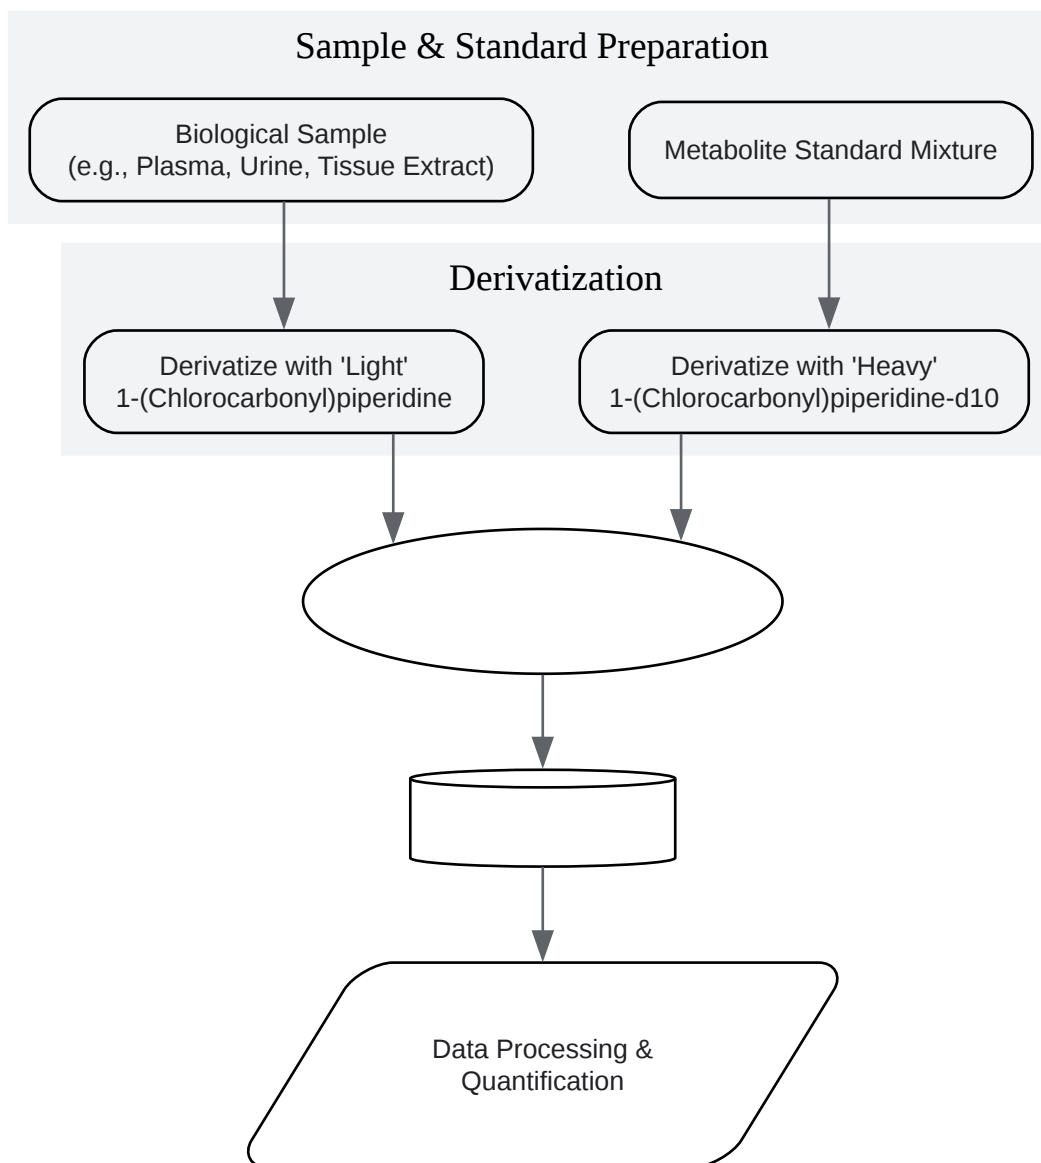 Sample & Standard Preparation
Biological Sample
(e.g., Plasma, Urine, Tissue Extract)
Metabolite Standard Mixture
Derivatization
Derivatize with 'Light'
1-(Chlorocarbonyl)piperidine
Derivatize with 'Heavy'
1-(Chlorocarbonyl)piperidine-d10
Data Processing &
Quantification